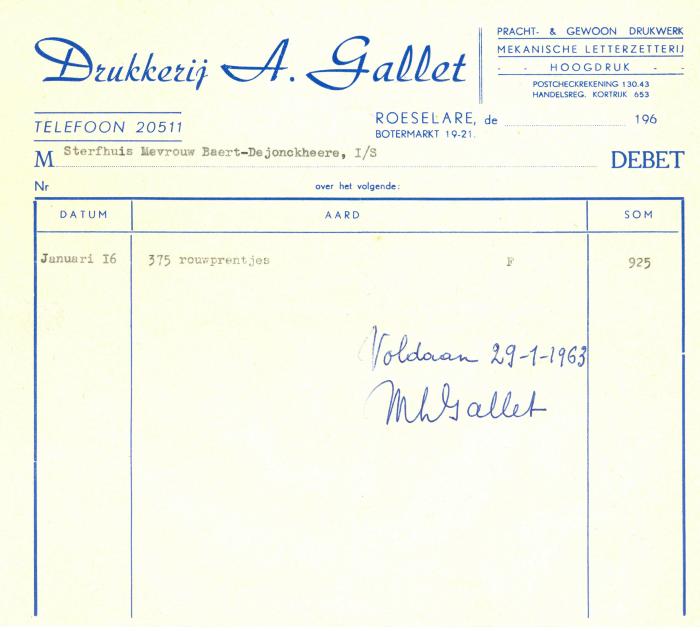 Drukkerij A. Gallet
PRACHT- & GEWOON DRUKWERK
MEKANISCHE LETTERZETTERIJ
- - HOOGDRUK - -
POSTCHECKREKENING 130.43
HANDELSREG. KORTRIJK 653
TELEFOON 20511
ROESELARE, de 196
BOTERMARKT 19-21.
M Sterfhuis Mevrouw Baert-Dejonckheere, I/S DEBET
Nr over het volgende:
DATUM AARD SOM
Januari I6 375 rouwprentjes F 925
Voldaan 29-1-1963
MhGallet